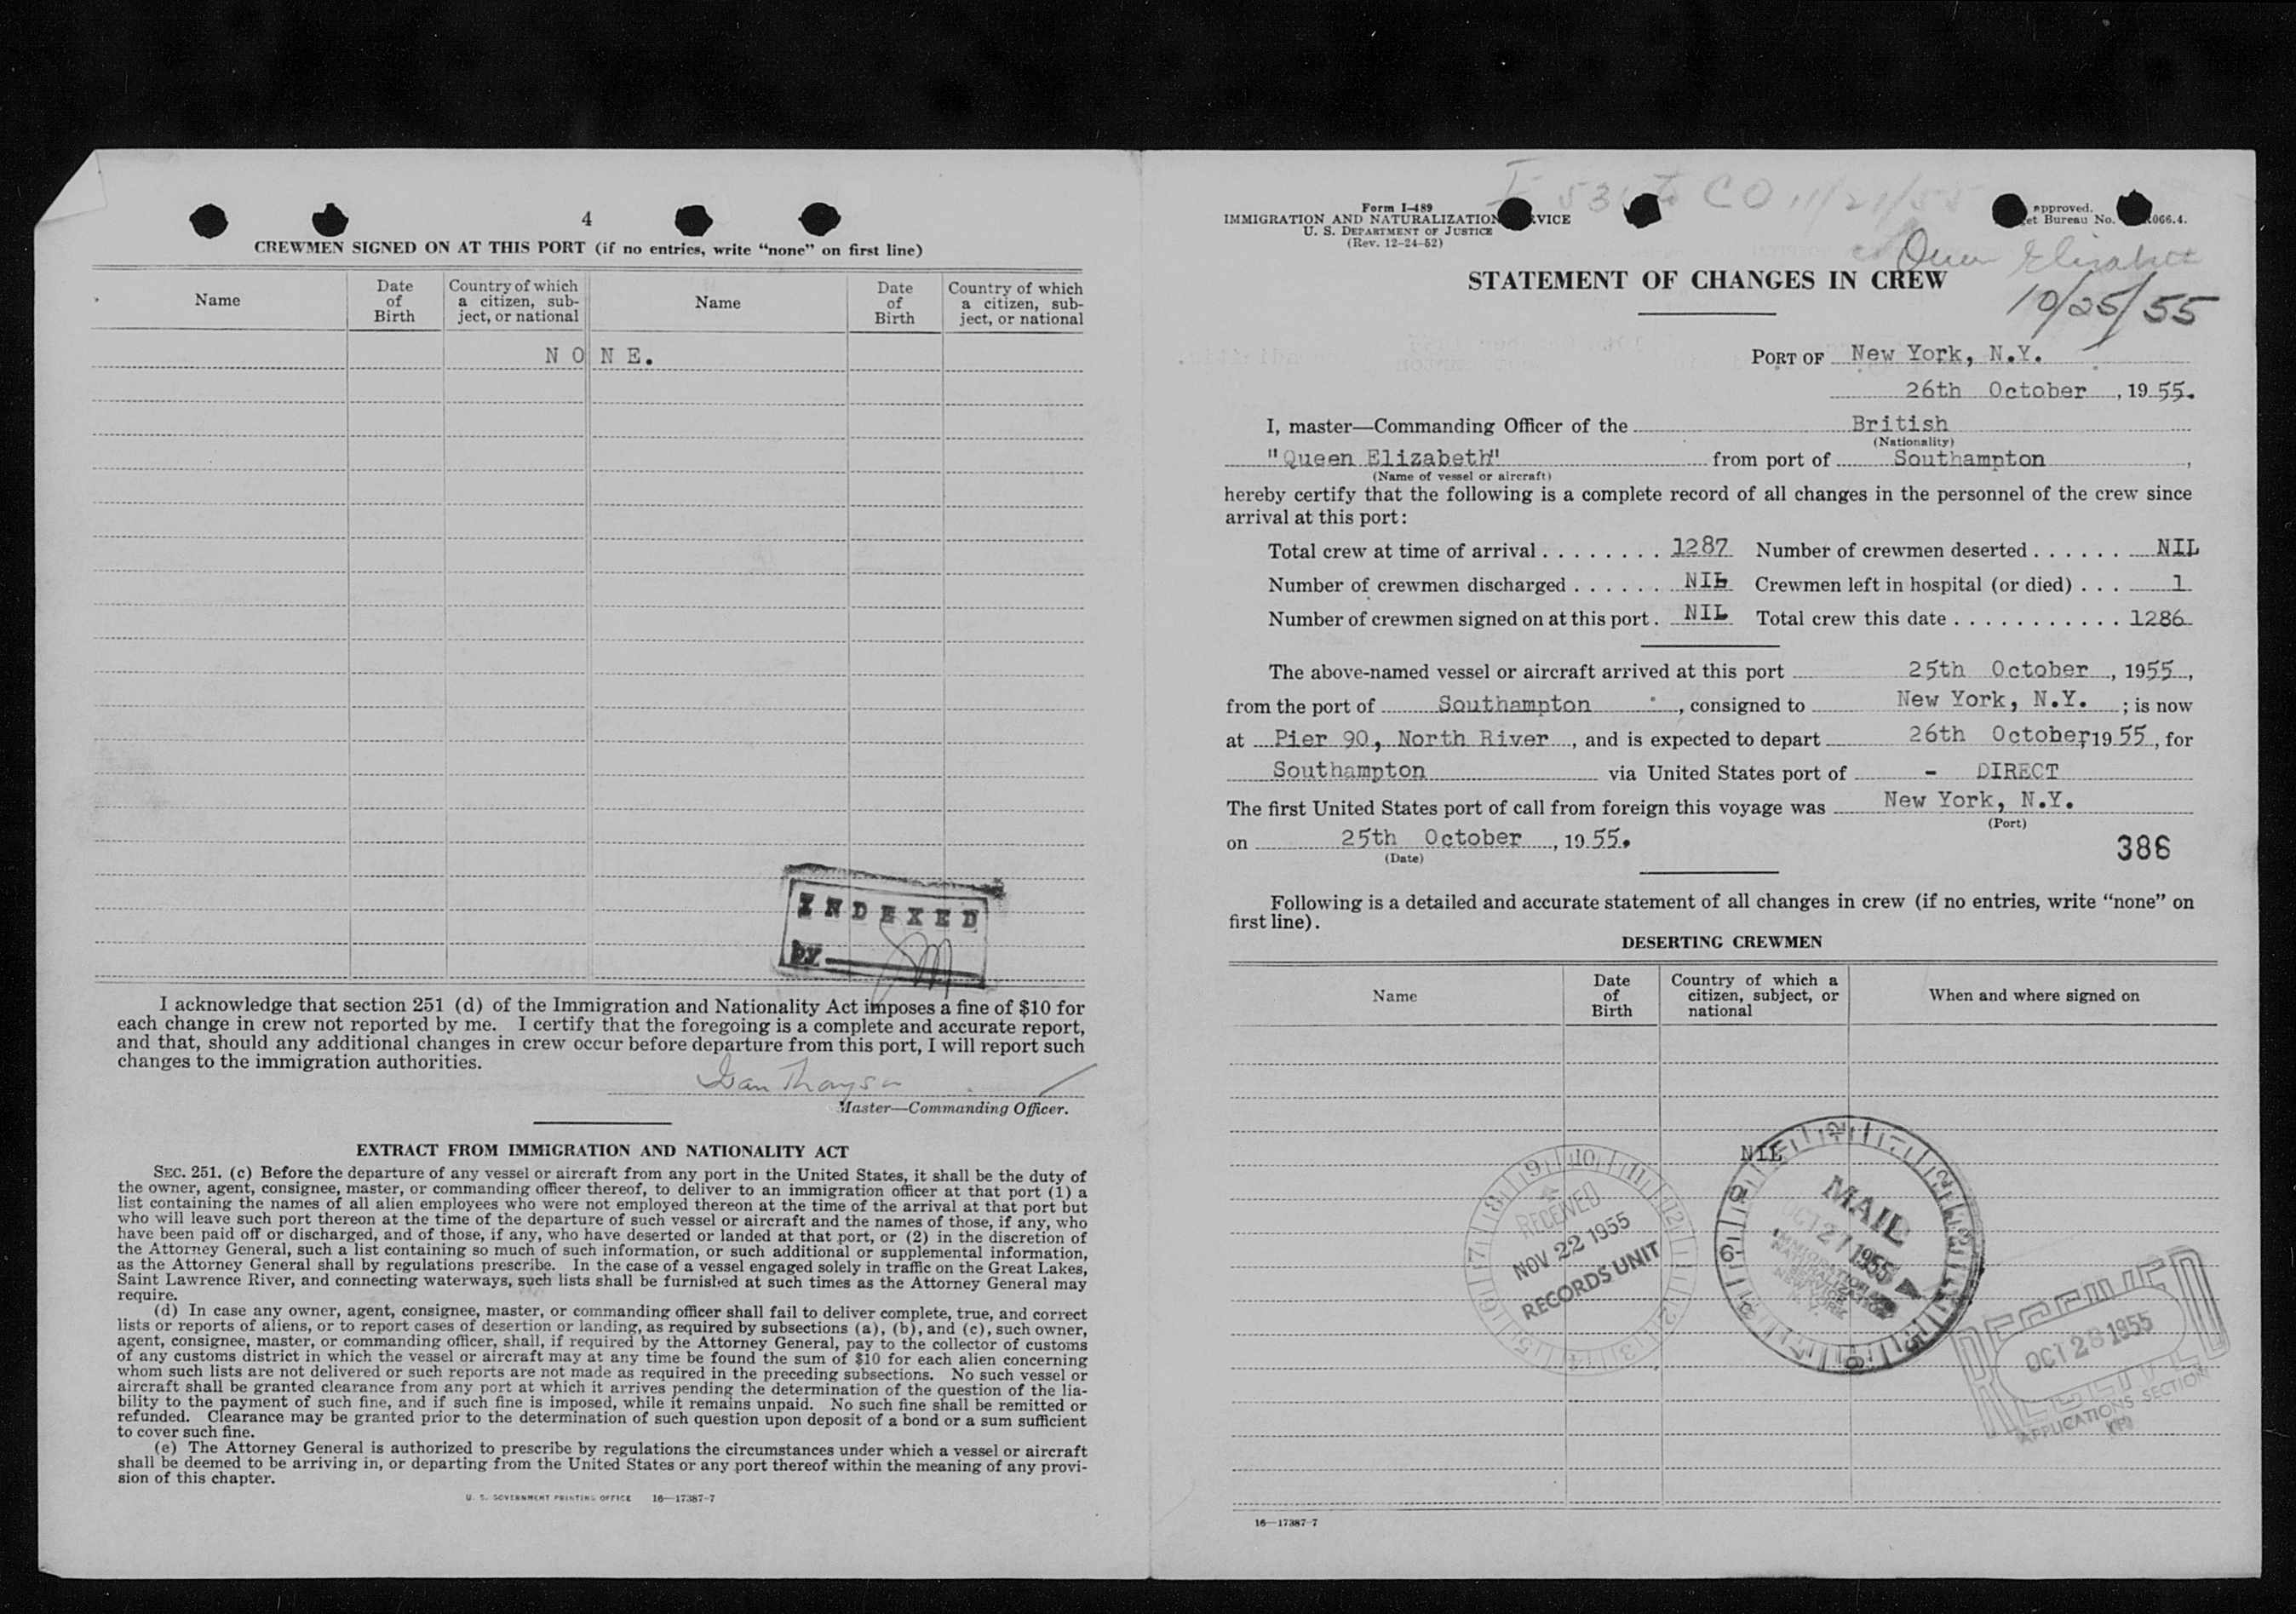 4
CREWMEN SIGNED ON AT THIS PORT (if no entries, write “none” on first line)
Name
Date of Birth
Country of which a citizen, sub-ject, or national
Name
Date of Birth
Country of which a citizen, sub-ject, or national
N O N E.
INDEXED
by
I acknowledge that section 251 (d) of the Immigration and Nationality Act imposes a fine of $10 for
each change in crew not reported by me. I certify that the foregoing is a complete and accurate report,
and that, should any additional changes in crew occur before departure from this port, I will report such
changes to the immigration authorities.
Master—Commanding Officer.
EXTRACT FROM IMMIGRATION AND NATIONALITY ACT
SEC. 251. (c) Before the departure of any vessel or aircraft from any port in the United States, it shall be the duty of
the owner, agent, consignee, master, or commanding officer thereof, to deliver to an immigration officer at that port (1) a
list containing the names of all alien employees who were not employed thereon at the time of the arrival at that port but
who will leave such port thereon at the time of the departure of such vessel or aircraft and the names of those, if any, who
have been paid off or discharged, and of those, if any, who have deserted or landed at that port, or (2) in the discretion of
the Attorney General, such a list containing so much of such information, or such additional or supplemental information,
as the Attorney General shall by regulations prescribe. In the case of a vessel engaged solely in traffic on the Great Lakes,
Saint Lawrence River, and connecting waterways, such lists shall be furnished at such times as the Attorney General may
require.
(d) In case any owner, agent, consignee, master, or commanding officer shall fail to deliver complete, true, and correct
lists or reports of aliens, or to report cases of desertion or landing, as required by subsections (a), (b), and (c), such owner,
agent, consignee, master, or commanding officer, shall, if required by the Attorney General, pay to the collector of customs
of any customs district in which the vessel or aircraft may at any time be found the sum of $10 for each alien concerning
whom such lists are not delivered or such reports are not made as required in the preceding subsections. No such vessel or
aircraft shall be granted clearance from any port at which it arrives pending the determination of the question of the lia-
bility to the payment of such fine, and if such fine is imposed, while it remains unpaid. No such fine shall be remitted or
refunded. Clearance may be granted prior to the determination of such question upon deposit of a bond or a sum sufficient
to cover such fine.
(e) The Attorney General is authorized to prescribe by regulations the circumstances under which a vessel or aircraft
shall be deemed to be arriving in, or departing from the United States or any port thereof within the meaning of any provi-
sion of this chapter.
U. S. GOVERNMENT PRINTING OFFICE 16—17387-7
CO 11/21/55
Form I-489
IMMIGRATION AND NATURALIZATION VICE
U. S. DEPARTMENT OF JUSTICE
(Rev. 12-24-52)
approved.
et Bureau No. 066.4.
Queen Elizabeth
10/25/55
STATEMENT OF CHANGES IN CREW
PORT OF New York, N.Y.
26th October, 1955.
I, master—Commanding Officer of the British
(Nationality)
"Queen Elizabeth" from port of Southampton,
(Name of vessel or aircraft)
hereby certify that the following is a complete record of all changes in the personnel of the crew since
arrival at this port:
Total crew at time of arrival . . . . . . . . 1287 Number of crewmen deserted . . . . . . NIL
Number of crewmen discharged . . . . . . NIL Crewmen left in hospital (or died) . . . 1
Number of crewmen signed on at this port . NIL Total crew this date . . . . . . . . . . . 1286
The above-named vessel or aircraft arrived at this port 25th October, 1955,
from the port of Southampton, consigned to New York, N.Y.; is now
at Pier 90, North River, and is expected to depart 26th October, 1955, for
Southampton via United States port of - DIRECT
The first United States port of call from foreign this voyage was New York, N.Y.
(Port)
on 25th October, 1955.
(Date)
386
Following is a detailed and accurate statement of all changes in crew (if no entries, write “none” on
first line).
DESERTING CREWMEN
Name
Date of Birth
Country of which a citizen, subject, or national
When and where signed on
NIL
RECEIVED
NOV 22 1955
RECORDS UNIT
MAIL
OCT 27 1955
IMMIGRATION
RECEIVED
OCT 28 1955
APPLICATIONS SECTION
16—17387-7